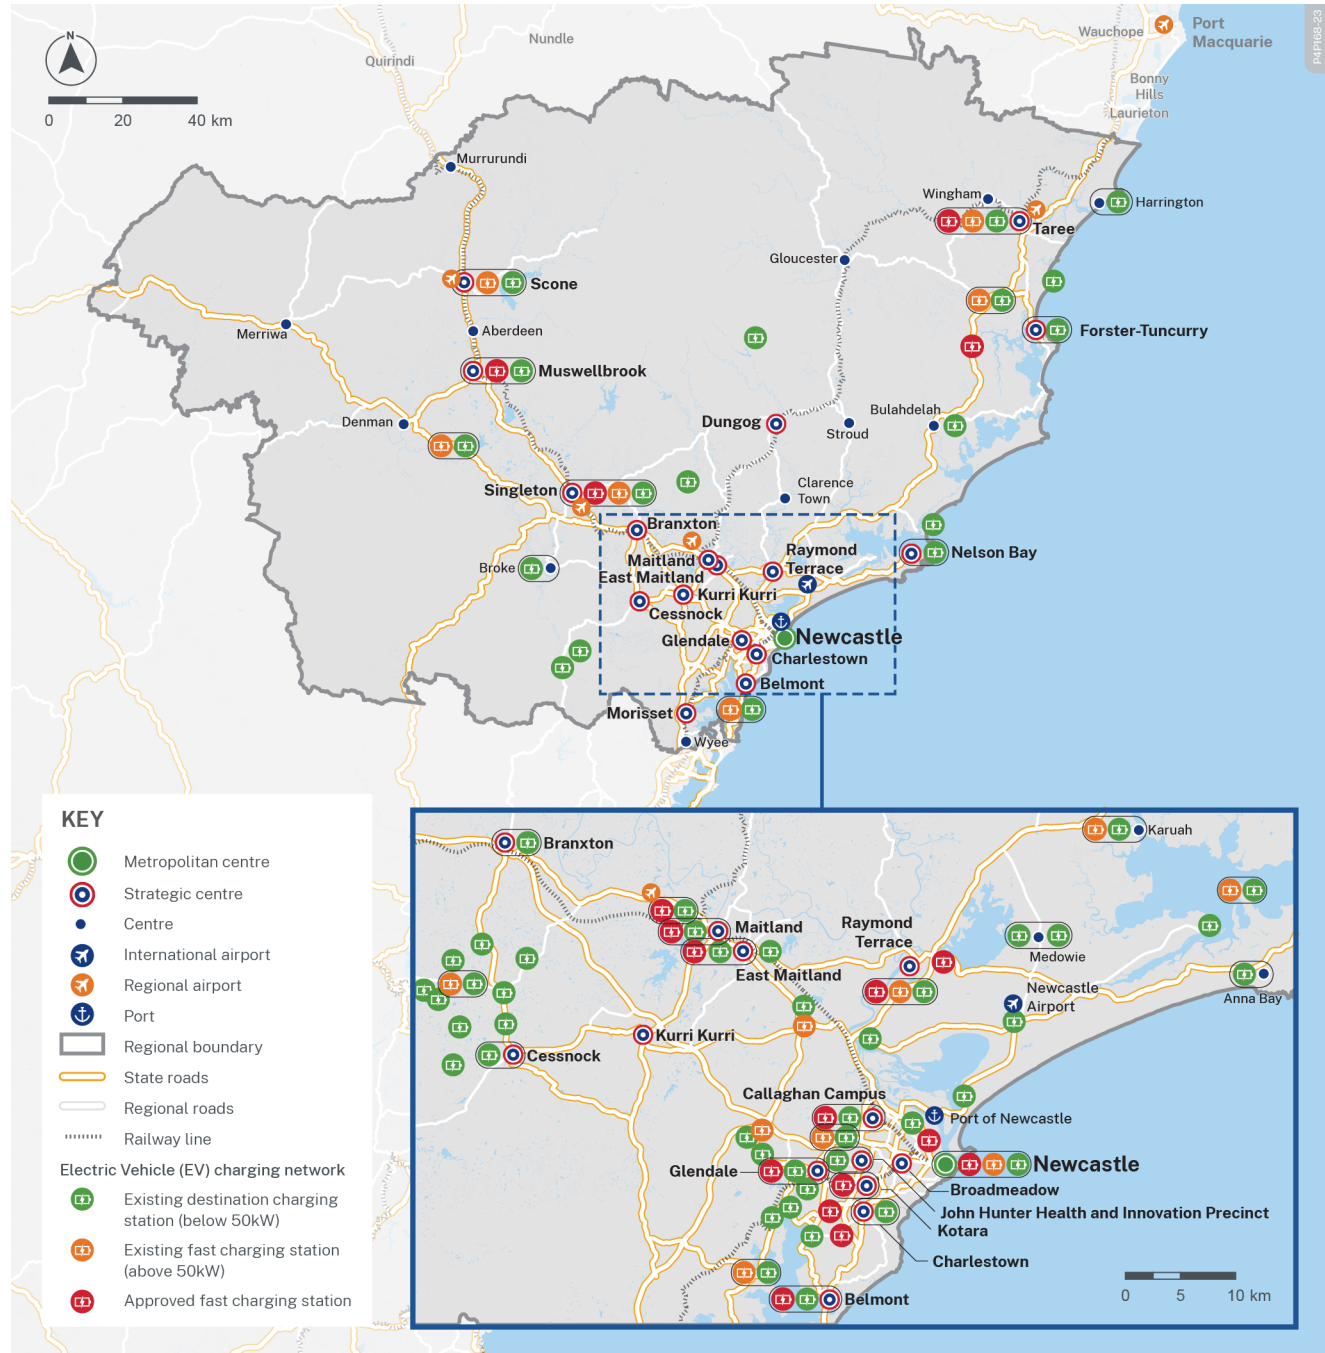 P4P168-23
N
0 20 40 km
Nundle
Quirindi
Wauchope
Port
Macquarie
Bonny
Hills
Laurieton
Murrurundi
Wingham
Harrington
Taree
Gloucester
Scone
Merriwa
Aberdeen
Forster-Tuncurry
Muswellbrook
Denman
Dungog
Stroud
Bulahdelah
Singleton
Clarence
Town
Branxton
Maitland
East Maitland
Raymond
Terrace
Nelson Bay
Broke
Kurri Kurri
Cessnock
Glendale
Newcastle
Charlestown
Belmont
Morisset
Wyee
KEY
Metropolitan centre
Strategic centre
Centre
International airport
Regional airport
Port
Regional boundary
State roads
Regional roads
Railway line
Electric Vehicle (EV) charging network
Existing destination charging
station (below 50kW)
Existing fast charging station
(above 50kW)
Approved fast charging station
Branxton
Karuah
Maitland
East Maitland
Raymond
Terrace
Medowie
Newcastle
Airport
Anna Bay
Kurri Kurri
Cessnock
Callaghan Campus
Port of Newcastle
Glendale
Newcastle
Broadmeadow
John Hunter Health and Innovation Precinct
Kotara
Charlestown
Belmont
0 5 10 km